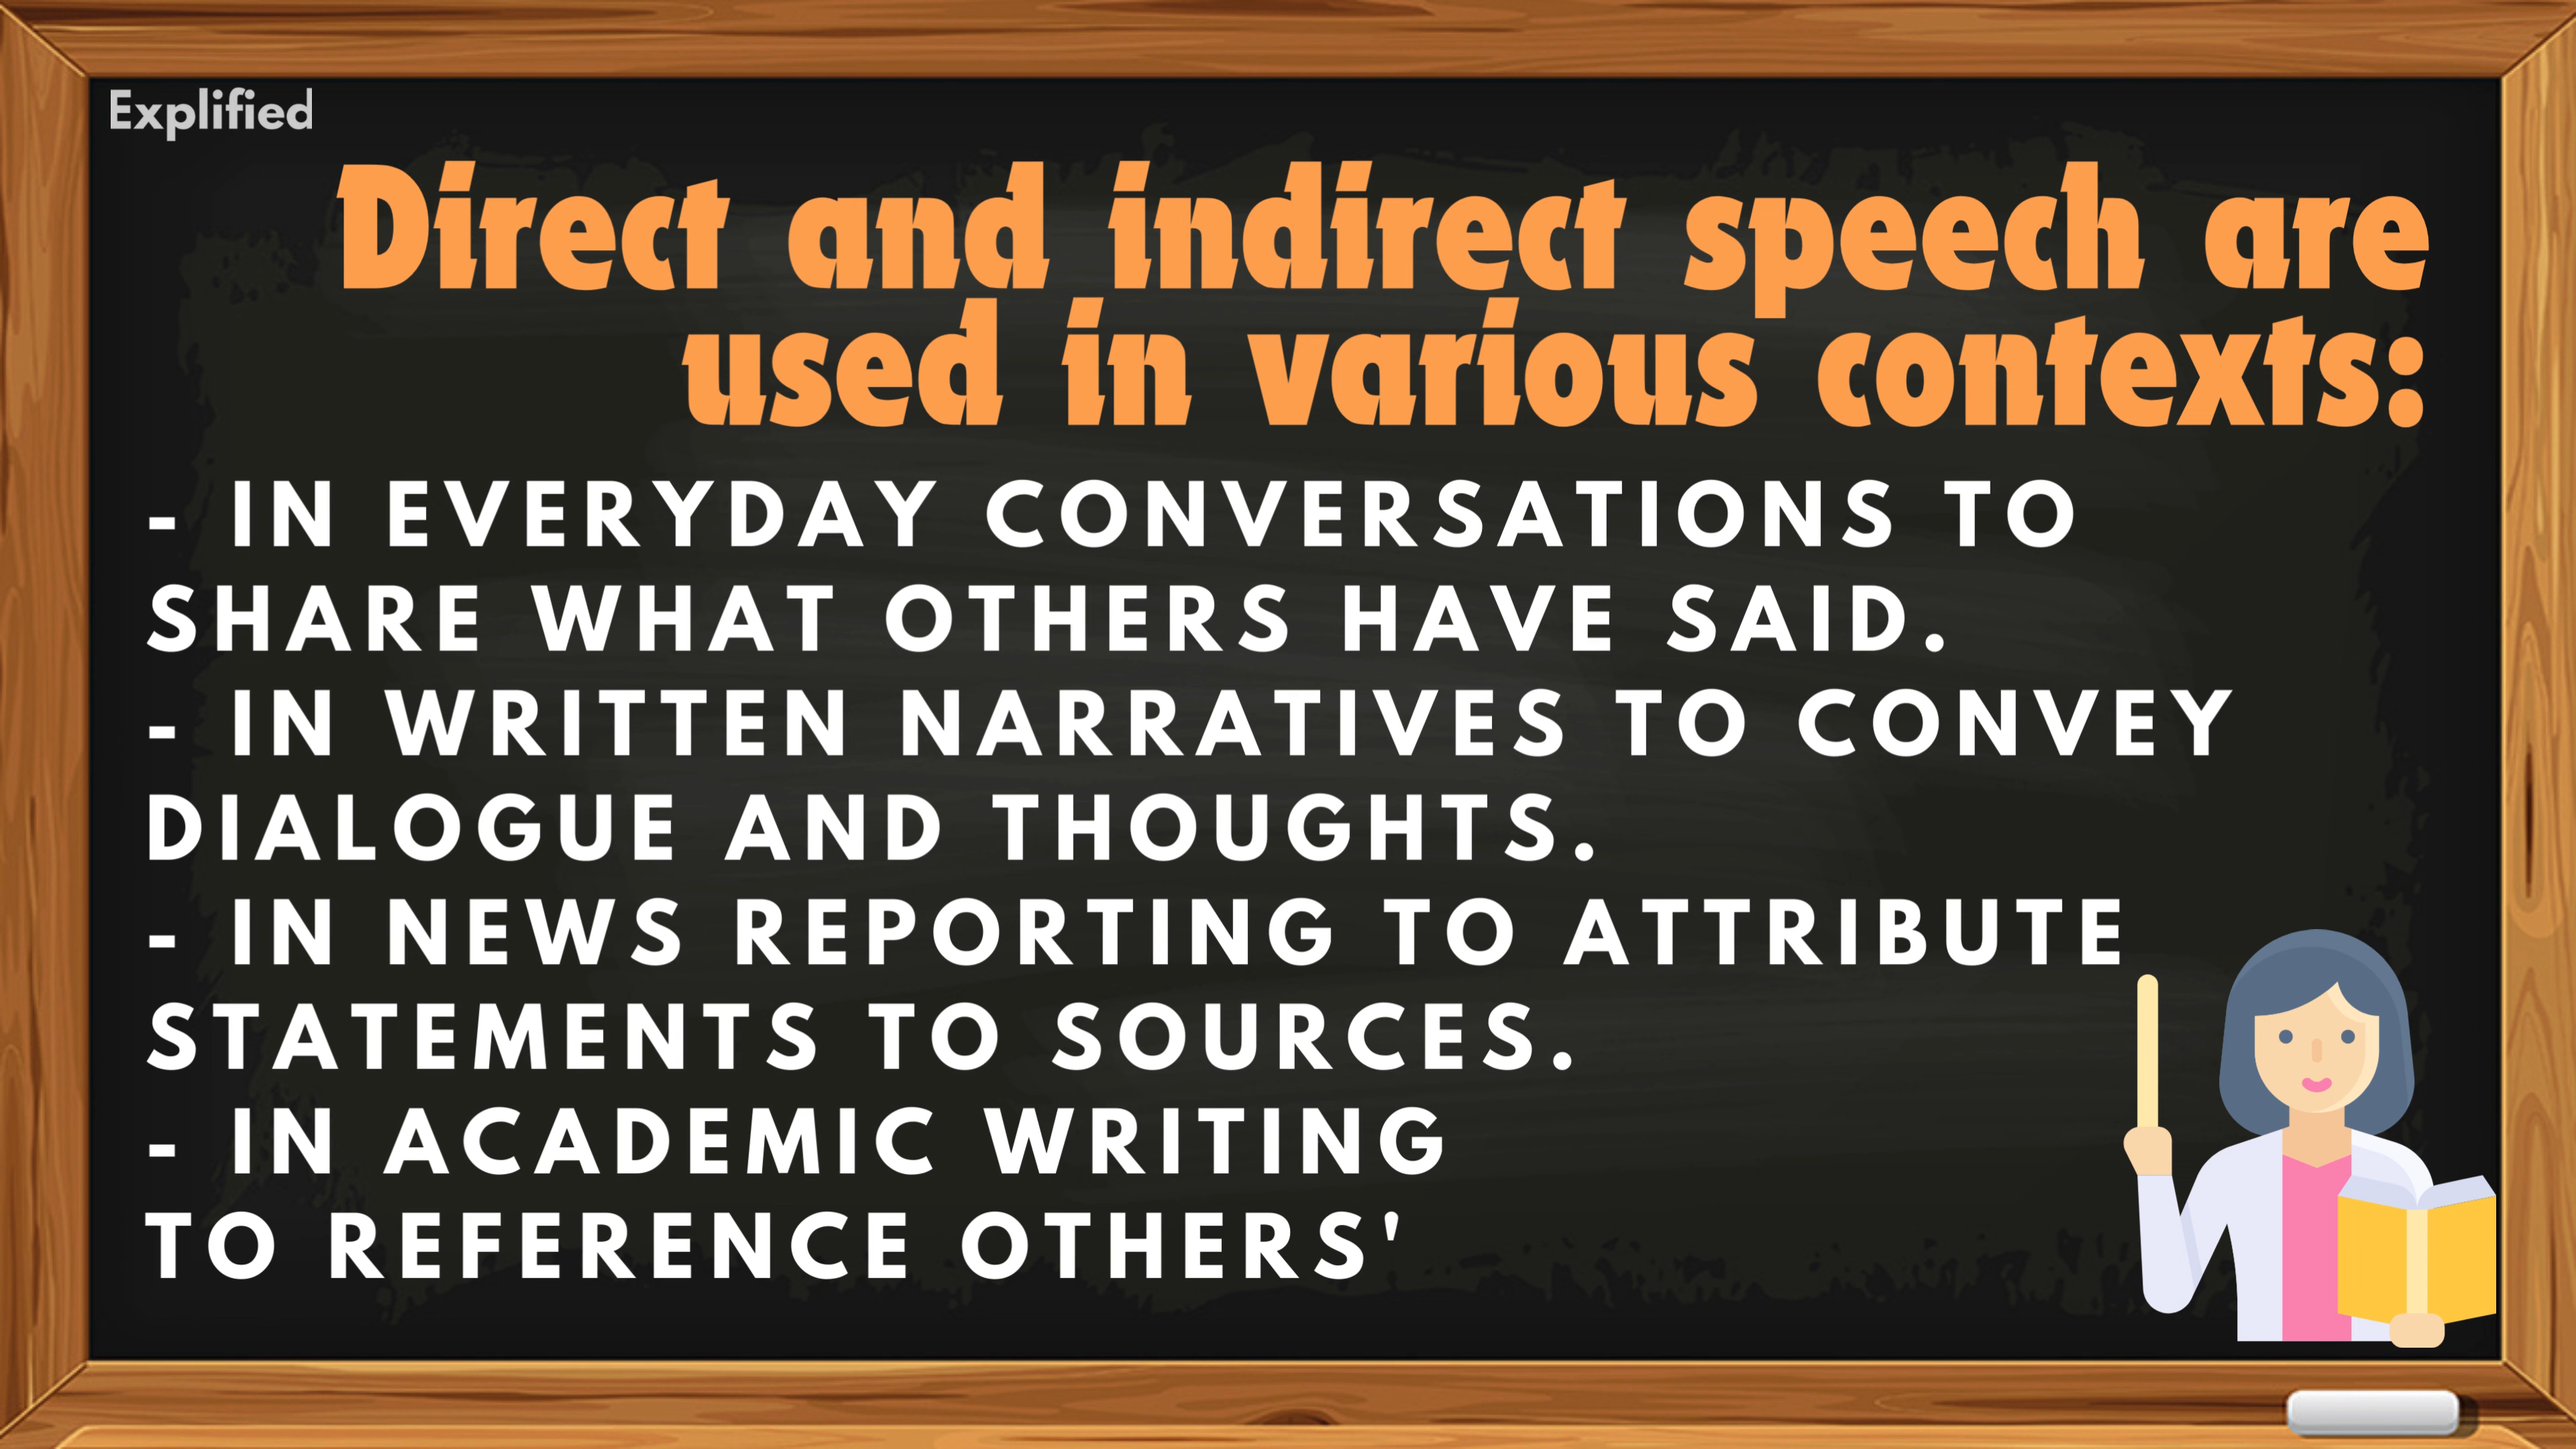 Explified
Direct and indirect speech are
used in various contexts:
- IN EVERYDAY CONVERSATIONS TO
SHARE WHAT OTHERS HAVE SAID.
- IN WRITTEN NARRATIVES TO CONVEY
DIALOGUE AND THOUGHTS.
- IN NEWS REPORTING TO ATTRIBUTE
STATEMENTS TO SOURCES.
- IN ACADEMIC WRITING
TO REFERENCE OTHERS'